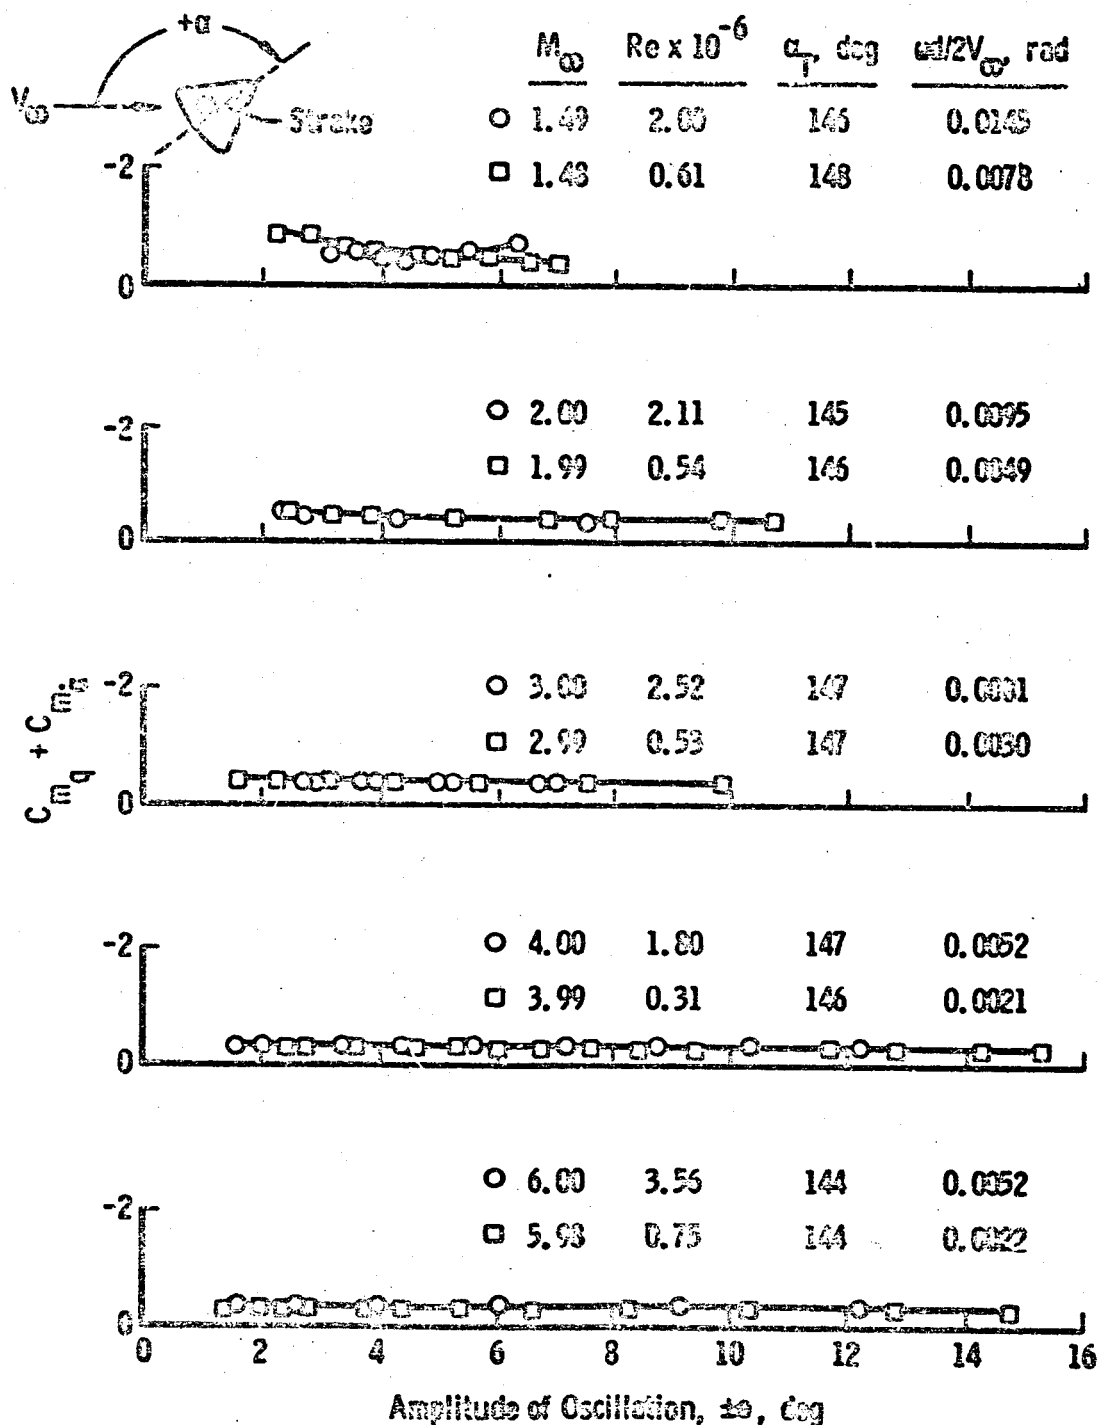 +α
M∞ Re x 10⁻⁶ α_T, deg ωd/2V∞, rad
V∞
Strake
○ 1.49 2.00 146 0.0145
□ 1.48 0.61 148 0.0078
-2
0
○ 2.00 2.11 145 0.0095
□ 1.99 0.54 146 0.0049
-2
0
○ 3.00 2.52 147
□ 2.99 0.53 147 0.0030
-2
0
C_mq + C_mα̇
○ 4.00 1.80 147 0.0052
□ 3.99 0.31 146 0.0021
-2
0
○ 6.00 3.56 144 0.0052
□ 5.98 0.75 144 0.0022
-2
0
0 2 4 6 8 10 12 14 16
Amplitude of Oscillation, ±θ, deg